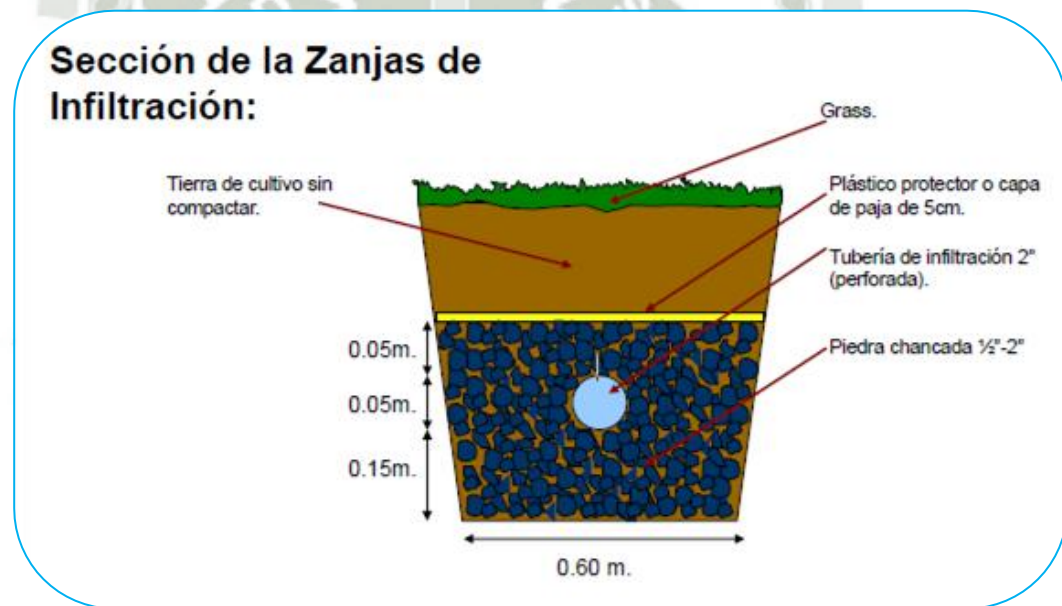 Sección de la Zanjas de
Infiltración:
Grass.
Tierra de cultivo sin
compactar.
Plástico protector o capa
de paja de 5cm.
Tubería de infiltración 2"
(perforada).
Piedra chancada ½"-2"
0.05m.
0.05m.
0.15m.
0.60 m.